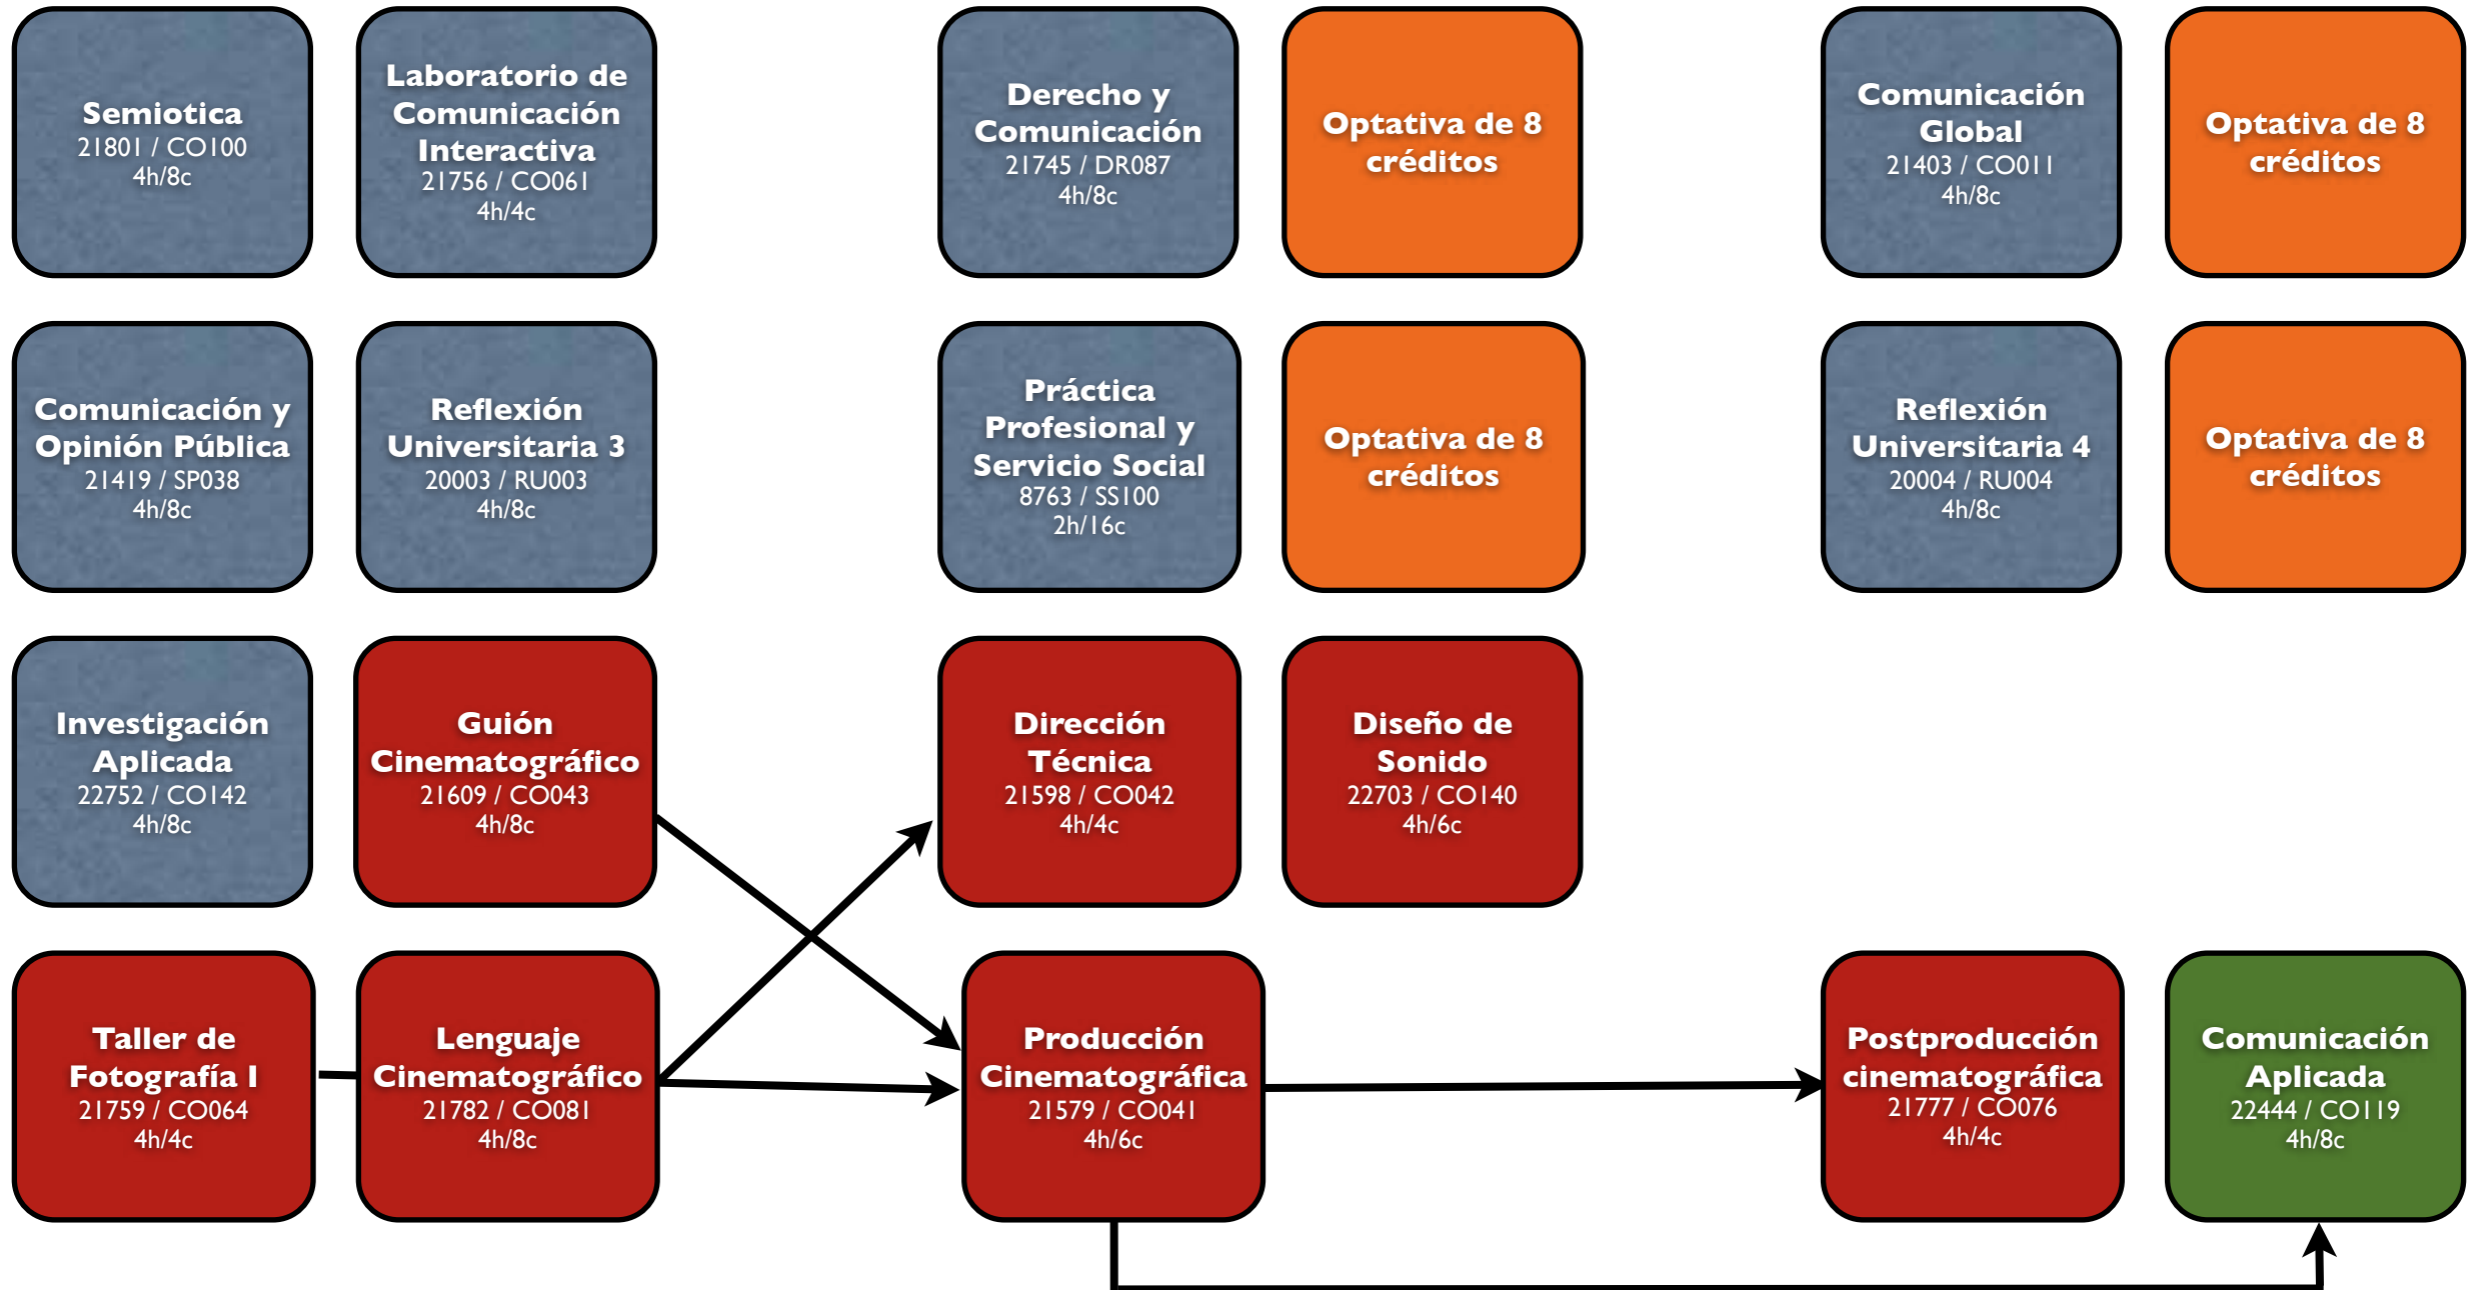 Semiotica
21801 / CO100
4h/8c
Laboratorio de
Comunicación
Interactiva
21756 / CO061
4h/4c
Derecho y
Comunicación
21745 / DR087
4h/8c
Optativa de 8
créditos
Comunicación
Global
21403 / CO011
4h/8c
Optativa de 8
créditos
Comunicación y
Opinión Pública
21419 / SP038
4h/8c
Reflexión
Universitaria 3
20003 / RU003
4h/8c
Práctica
Profesional y
Servicio Social
8763 / SS100
2h/16c
Optativa de 8
créditos
Reflexión
Universitaria 4
20004 / RU004
4h/8c
Optativa de 8
créditos
Investigación
Aplicada
22752 / CO142
4h/8c
Guión
Cinematográfico
21609 / CO043
4h/8c
Dirección
Técnica
21598 / CO042
4h/4c
Diseño de
Sonido
22703 / CO140
4h/6c
Taller de
Fotografía I
21759 / CO064
4h/4c
Lenguaje
Cinematográfico
21782 / CO081
4h/8c
Producción
Cinematográfica
21579 / CO041
4h/6c
Postproducción
cinematográfica
21777 / CO076
4h/4c
Comunicación
Aplicada
22444 / CO119
4h/8c